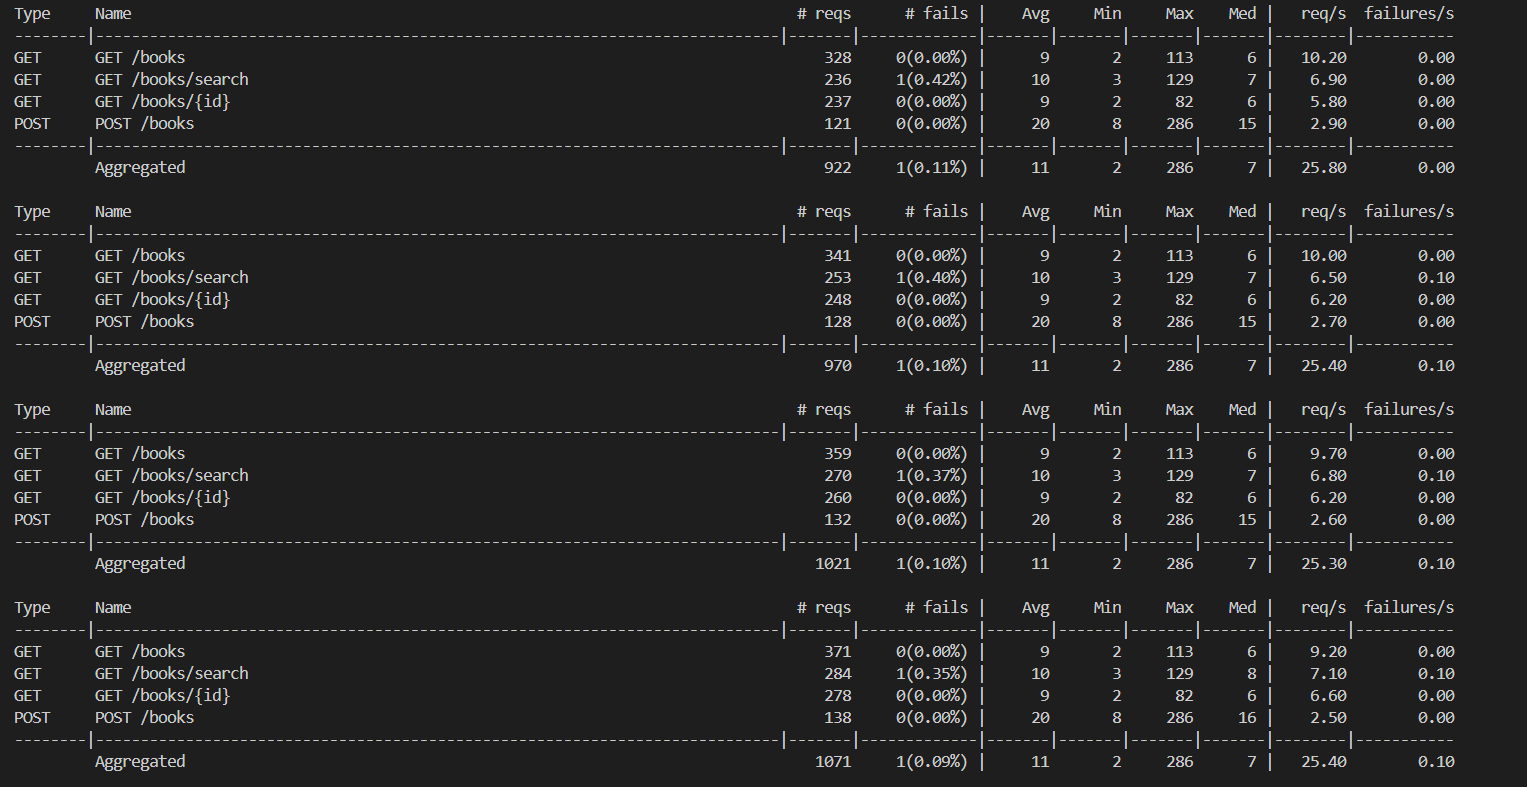 Type     Name                                                                          # reqs      # fails |    Avg     Min     Max    Med |   req/s  failures/s
--------|----------------------------------------------------------------------------|-------|-------------|-------|-------|-------|-------|--------|-----------
GET      GET /books                                                                       328     0(0.00%) |      9       2     113      6 |   10.20        0.00
GET      GET /books/search                                                                236     1(0.42%) |     10       3     129      7 |    6.90        0.00
GET      GET /books/{id}                                                                  237     0(0.00%) |      9       2      82      6 |    5.80        0.00
POST     POST /books                                                                      121     0(0.00%) |     20       8     286     15 |    2.90        0.00
--------|----------------------------------------------------------------------------|-------|-------------|-------|-------|-------|-------|--------|-----------
         Aggregated                                                                       922     1(0.11%) |     11       2     286      7 |   25.80        0.00
Type     Name                                                                          # reqs      # fails |    Avg     Min     Max    Med |   req/s  failures/s
--------|----------------------------------------------------------------------------|-------|-------------|-------|-------|-------|-------|--------|-----------
GET      GET /books                                                                       341     0(0.00%) |      9       2     113      6 |   10.00        0.00
GET      GET /books/search                                                                253     1(0.40%) |     10       3     129      7 |    6.50        0.10
GET      GET /books/{id}                                                                  248     0(0.00%) |      9       2      82      6 |    6.20        0.00
POST     POST /books                                                                      128     0(0.00%) |     20       8     286     15 |    2.70        0.00
--------|----------------------------------------------------------------------------|-------|-------------|-------|-------|-------|-------|--------|-----------
         Aggregated                                                                       970     1(0.10%) |     11       2     286      7 |   25.40        0.10
Type     Name                                                                          # reqs      # fails |    Avg     Min     Max    Med |   req/s  failures/s
--------|----------------------------------------------------------------------------|-------|-------------|-------|-------|-------|-------|--------|-----------
GET      GET /books                                                                       359     0(0.00%) |      9       2     113      6 |    9.70        0.00
GET      GET /books/search                                                                270     1(0.37%) |     10       3     129      7 |    6.80        0.10
GET      GET /books/{id}                                                                  260     0(0.00%) |      9       2      82      6 |    6.20        0.00
POST     POST /books                                                                      132     0(0.00%) |     20       8     286     15 |    2.60        0.00
--------|----------------------------------------------------------------------------|-------|-------------|-------|-------|-------|-------|--------|-----------
         Aggregated                                                                      1021     1(0.10%) |     11       2     286      7 |   25.30        0.10
Type     Name                                                                          # reqs      # fails |    Avg     Min     Max    Med |   req/s  failures/s
--------|----------------------------------------------------------------------------|-------|-------------|-------|-------|-------|-------|--------|-----------
GET      GET /books                                                                       371     0(0.00%) |      9       2     113      6 |    9.20        0.00
GET      GET /books/search                                                                284     1(0.35%) |     10       3     129      8 |    7.10        0.10
GET      GET /books/{id}                                                                  278     0(0.00%) |      9       2      82      6 |    6.60        0.00
POST     POST /books                                                                      138     0(0.00%) |     20       8     286     16 |    2.50        0.00
--------|----------------------------------------------------------------------------|-------|-------------|-------|-------|-------|-------|--------|-----------
         Aggregated                                                                      1071     1(0.09%) |     11       2     286      7 |   25.40        0.10